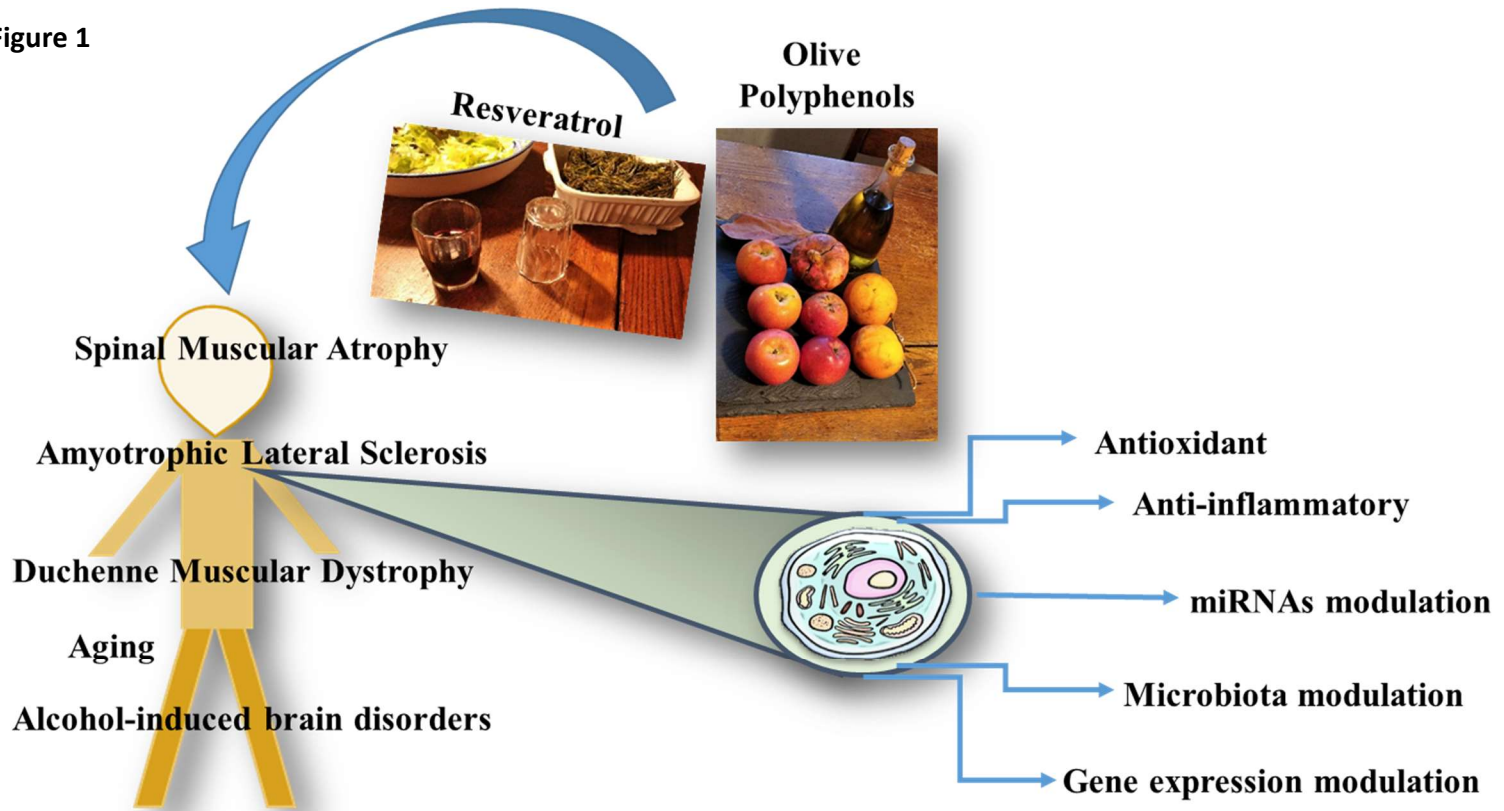 Figure 1
Olive
Polyphenols
Resveratrol
Spinal Muscular Atrophy
Amyotrophic Lateral Sclerosis
Duchenne Muscular Dystrophy
Aging
Alcohol-induced brain disorders
Antioxidant
Anti-inflammatory
miRNAs modulation
Microbiota modulation
Gene expression modulation